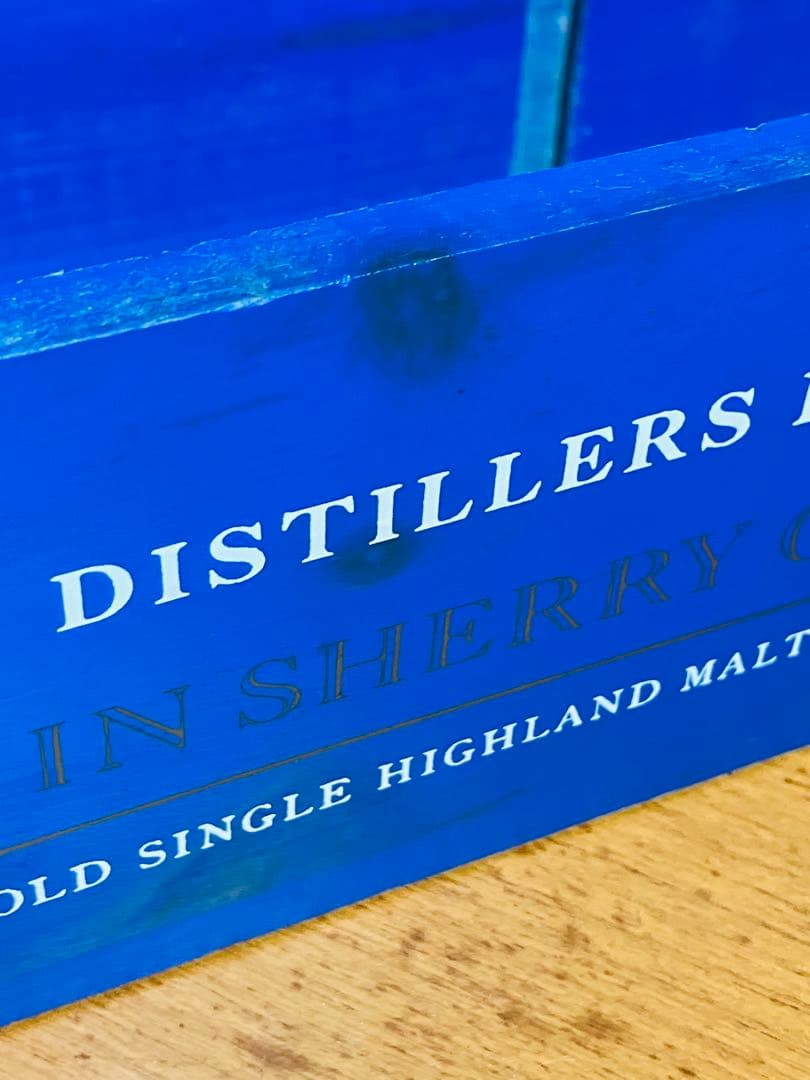 DISTILLERS
IN SHERRY
OLD SINGLE HIGHLAND MALT